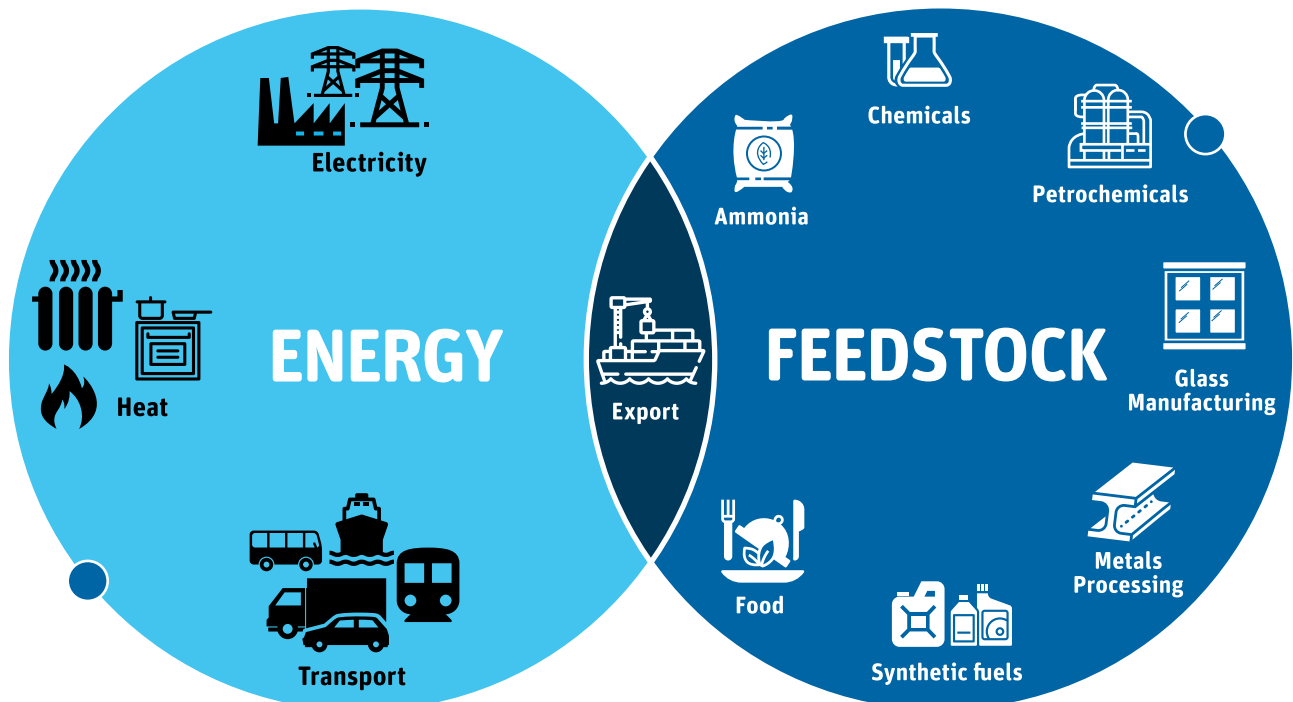 Electricity
Heat
ENERGY
Transport
Export
Chemicals
Ammonia
Petrochemicals
FEEDSTOCK
Glass
Manufacturing
Metals
Processing
Food
Synthetic fuels